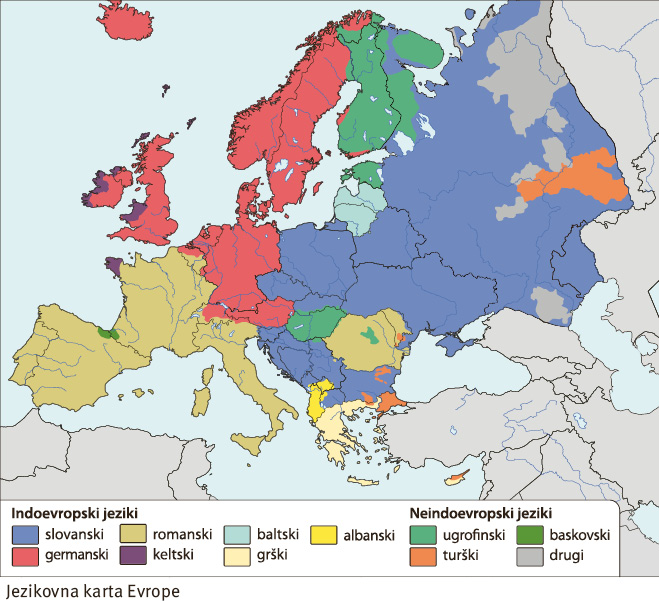 Indoevropski jeziki
Neindoevropski jeziki
slovanski
romanski
baltski
albanski
ugrofinski
baskovski
germanski
keltski
grški
turški
drugi
Jezikovna karta Evrope